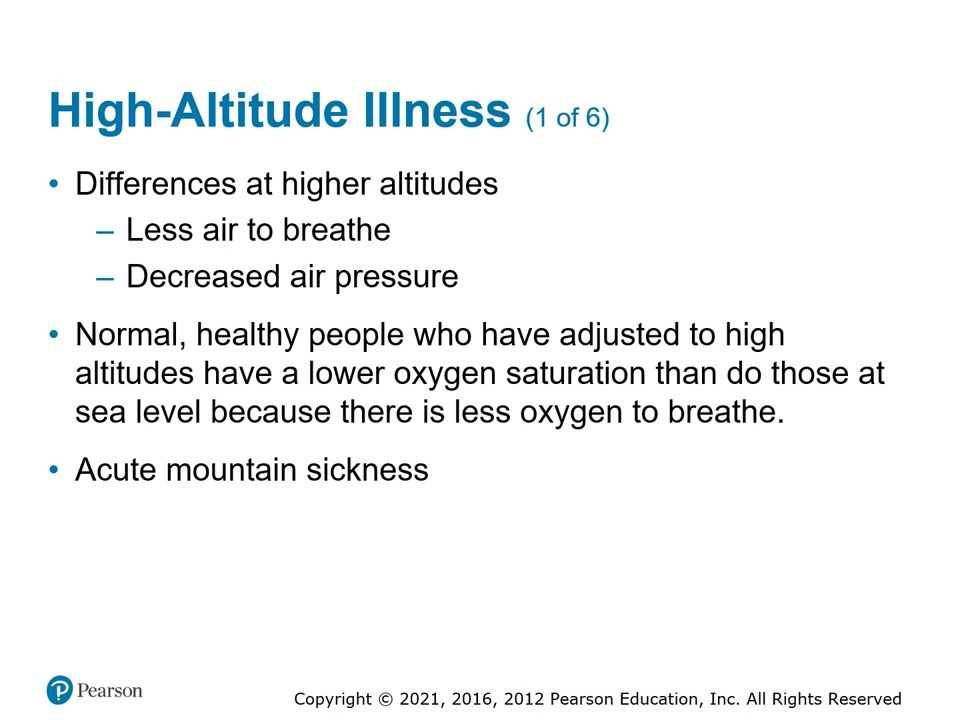 High-Altitude Illness (1 of 6)
• Differences at higher altitudes
– Less air to breathe
– Decreased air pressure
• Normal, healthy people who have adjusted to high
altitudes have a lower oxygen saturation than do those at
sea level because there is less oxygen to breathe.
• Acute mountain sickness
Pearson
Copyright © 2021, 2016, 2012 Pearson Education, Inc. All Rights Reserved